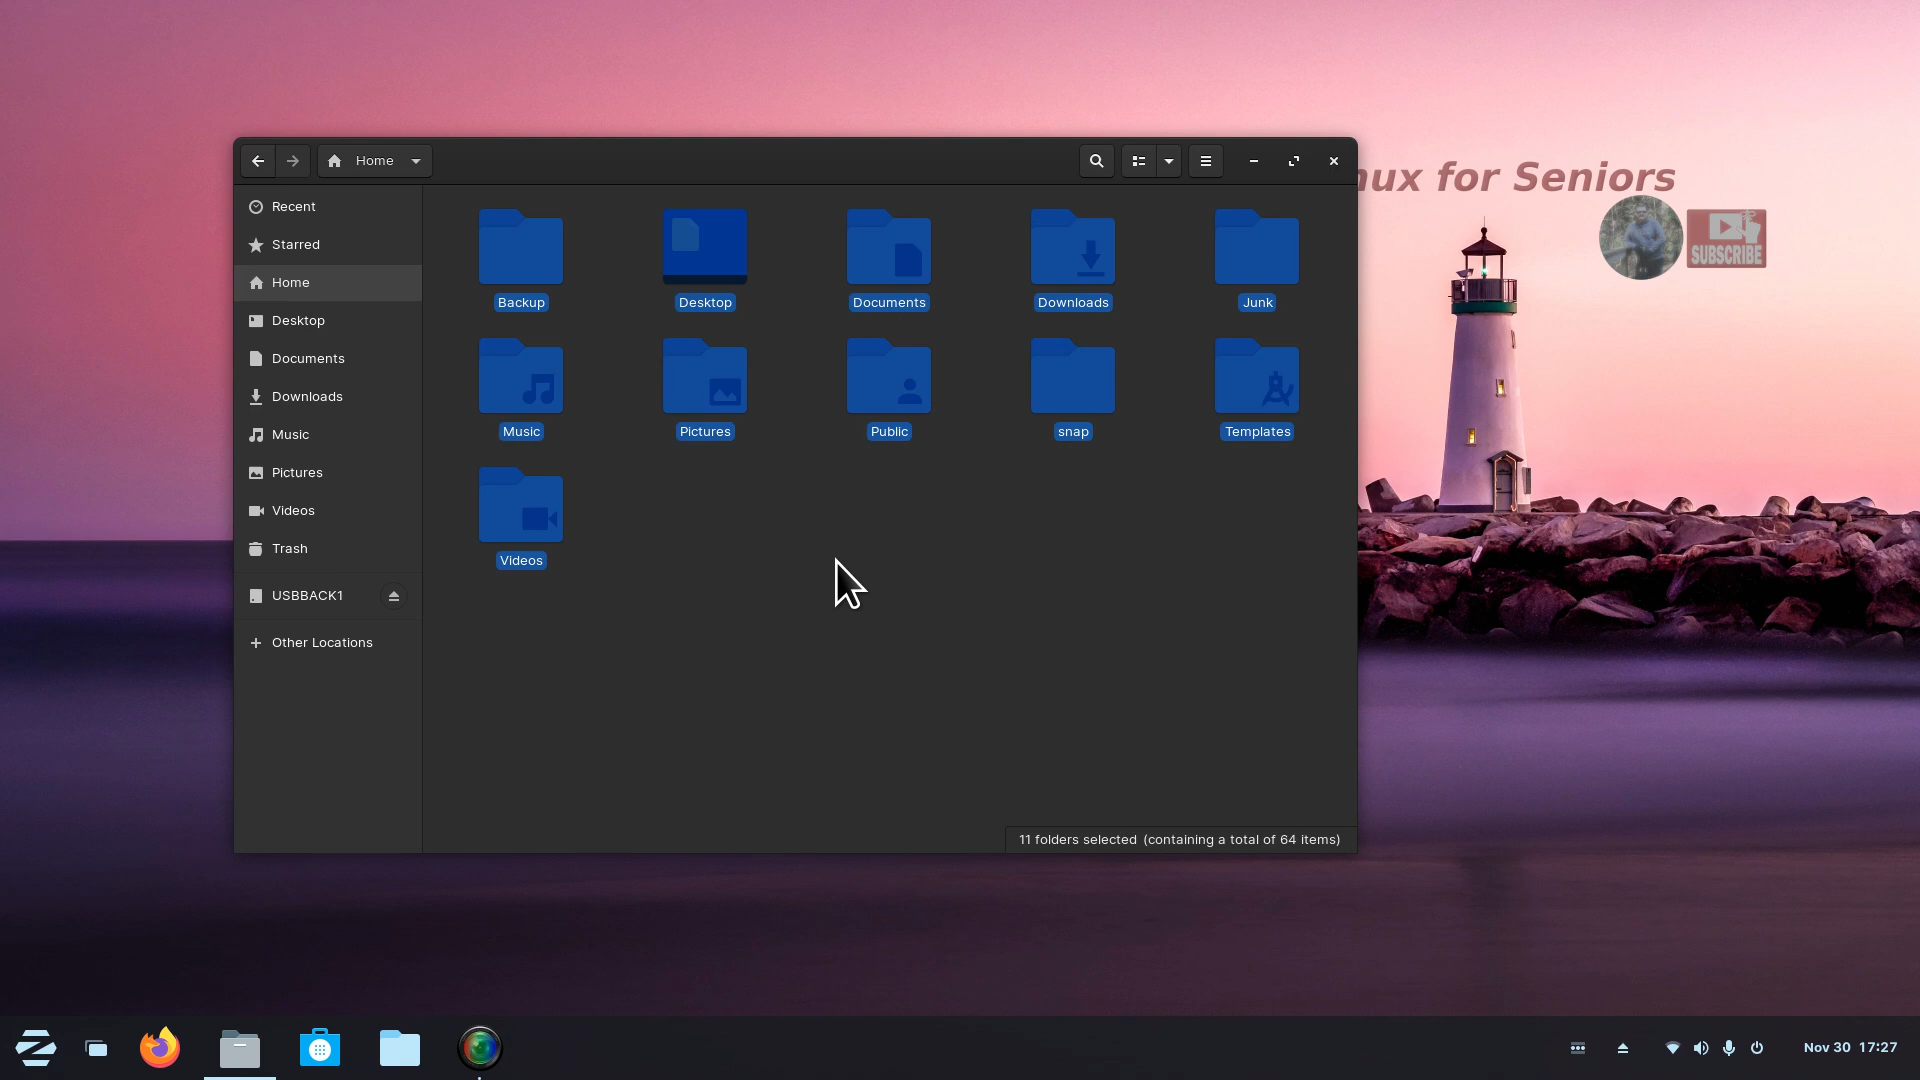 Home
nux for Seniors
SUBSCRIBE
Recent
Starred
Home
Desktop
Documents
Downloads
Music
Pictures
Videos
Trash
USBBACK1
Other Locations
Backup
Desktop
Documents
Downloads
Junk
Music
Pictures
Public
snap
Templates
Videos
11 folders selected (containing a total of 64 items)
Nov 30 17:27